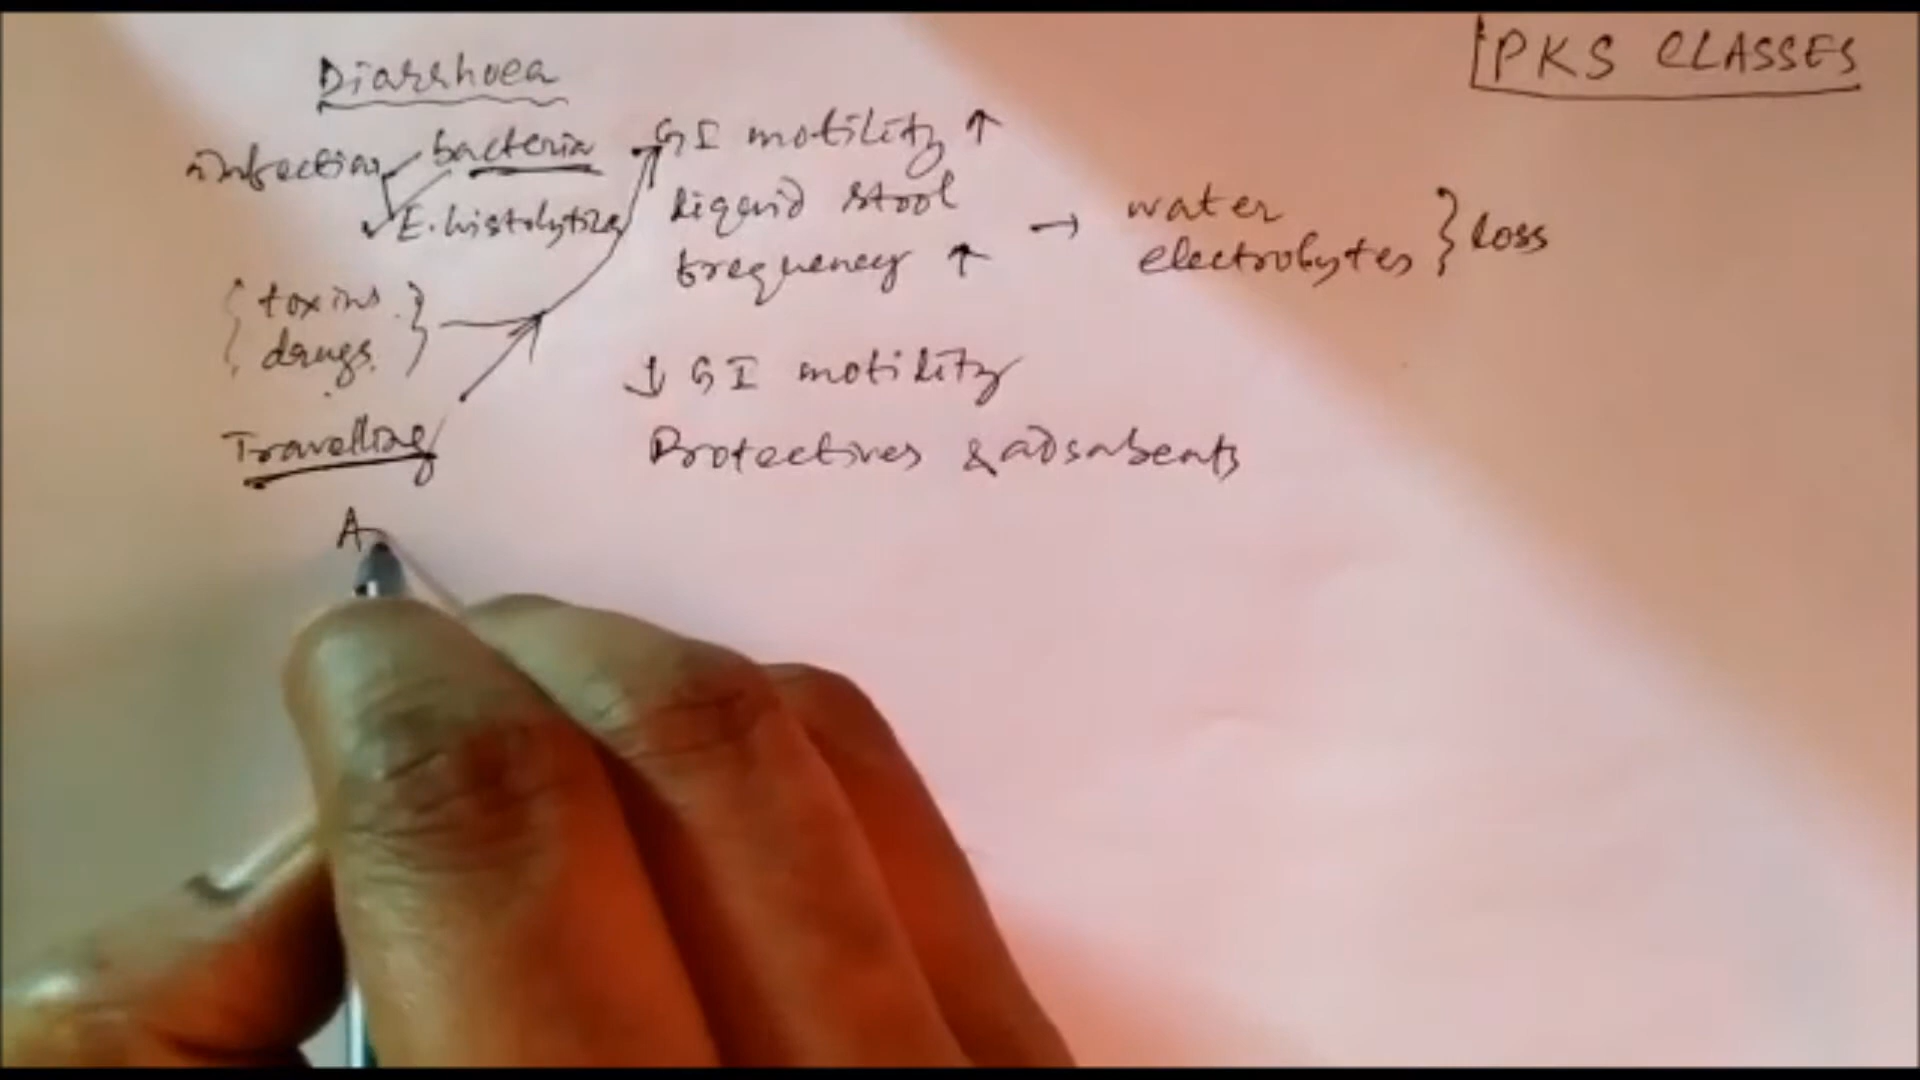 PKS CLASSES
Diarrhoea
infection bacteria
E. histolytica
{ toxins }
{ drugs }
Travelling
GI motility ↑
liquid stool
frequency ↑
→ water
electrolytes } loss
↓ GI motility
Protectives & adsabents
A